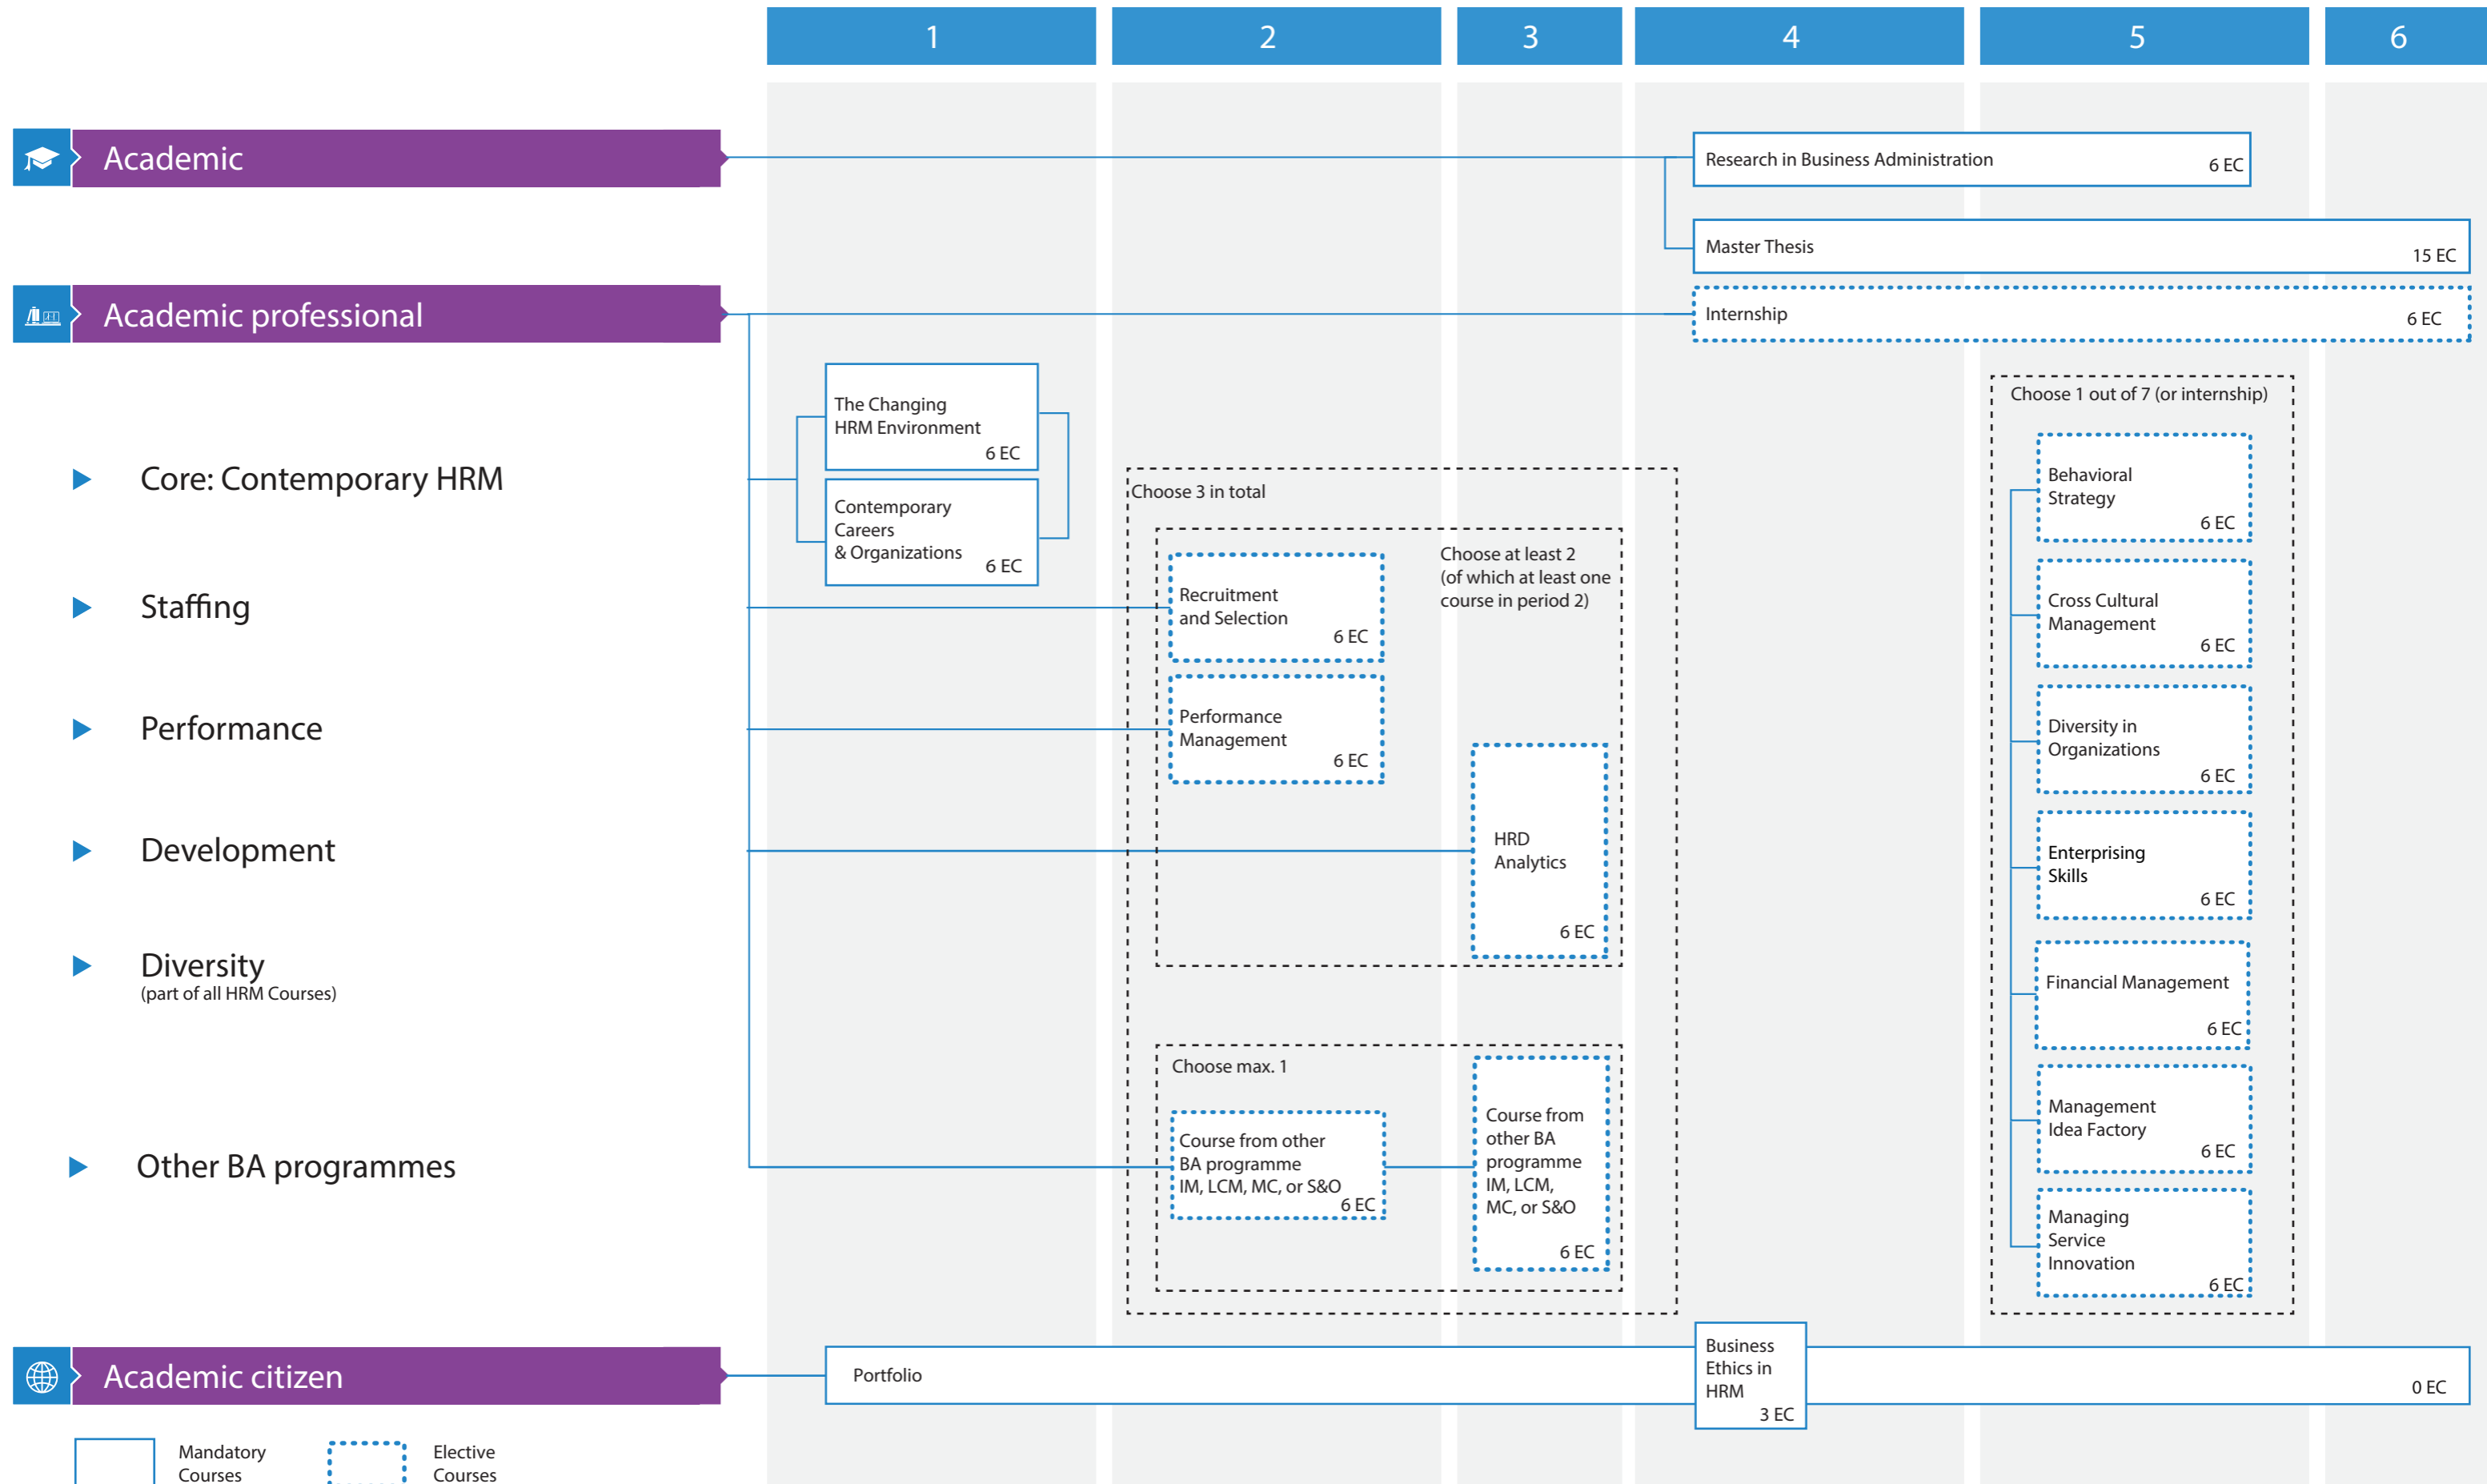 1
2
3
4
5
6
Academic
Research in Business Administration
6 EC
Master Thesis
15 EC
Academic professional
Internship
6 EC
Core: Contemporary HRM
The Changing
HRM Environment
6 EC
Contemporary
Careers
& Organizations
6 EC
Choose 3 in total
Choose at least 2
(of which at least one
course in period 2)
Staffing
Recruitment
and Selection
6 EC
Performance
Performance
Management
6 EC
Development
HRD
Analytics
6 EC
Diversity
(part of all HRM Courses)
Choose max. 1
Other BA programmes
Course from other
BA programme
IM, LCM, MC, or S&O
6 EC
Course from
other BA
programme
IM, LCM,
MC, or S&O
6 EC
Choose 1 out of 7 (or internship)
Behavioral
Strategy
6 EC
Cross Cultural
Management
6 EC
Diversity in
Organizations
6 EC
Enterprising
Skills
6 EC
Financial Management
6 EC
Management
Idea Factory
6 EC
Managing
Service
Innovation
6 EC
Academic citizen
Portfolio
Business
Ethics in
HRM
3 EC
0 EC
Mandatory
Courses
Elective
Courses